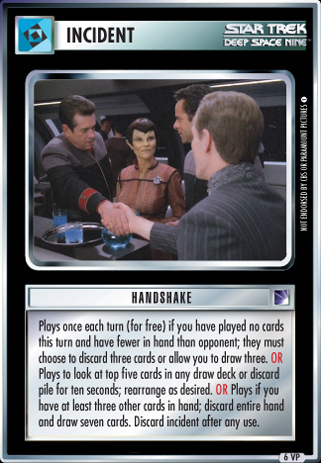 INCIDENT
STAR TREK
DEEP SPACE NINE
NOT ENDORSED BY CBS OR PARAMOUNT PICTURES
HANDSHAKE
Plays once each turn (for free) if you have played no cards
this turn and have fewer in hand than opponent; they must
choose to discard three cards or allow you to draw three. OR
Plays to look at top five cards in any draw deck or discard
pile for ten seconds; rearrange as desired. OR Plays if you
have at least three other cards in hand; discard entire hand
and draw seven cards. Discard incident after any use.
6 VP